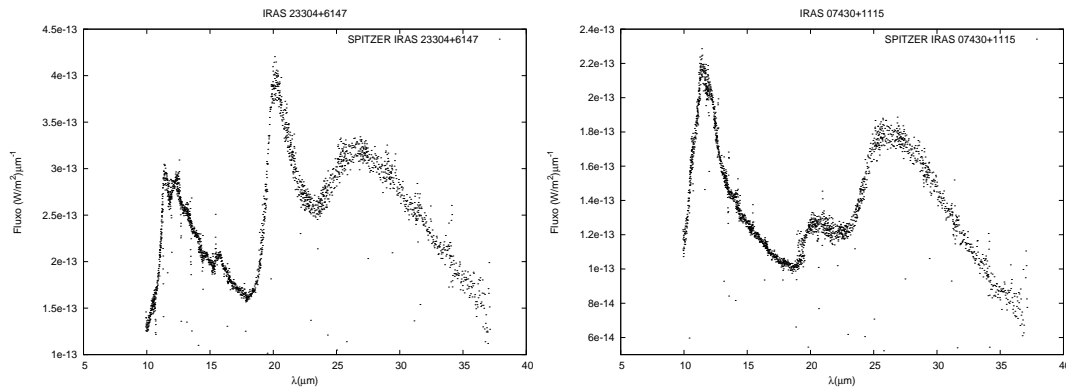 IRAS 23304+6147
SPITZER IRAS 23304+6147
Fluxo (W/m²)μm⁻¹
4.5e-13
4e-13
3.5e-13
3e-13
2.5e-13
2e-13
1.5e-13
1e-13
5 10 15 20 25 30 35 40
λ(μm)
IRAS 07430+1115
SPITZER IRAS 07430+1115
Fluxo (W/m²)μm⁻¹
2.4e-13
2.2e-13
2e-13
1.8e-13
1.6e-13
1.4e-13
1.2e-13
1e-13
8e-14
6e-14
5 10 15 20 25 30 35 40
λ(μm)